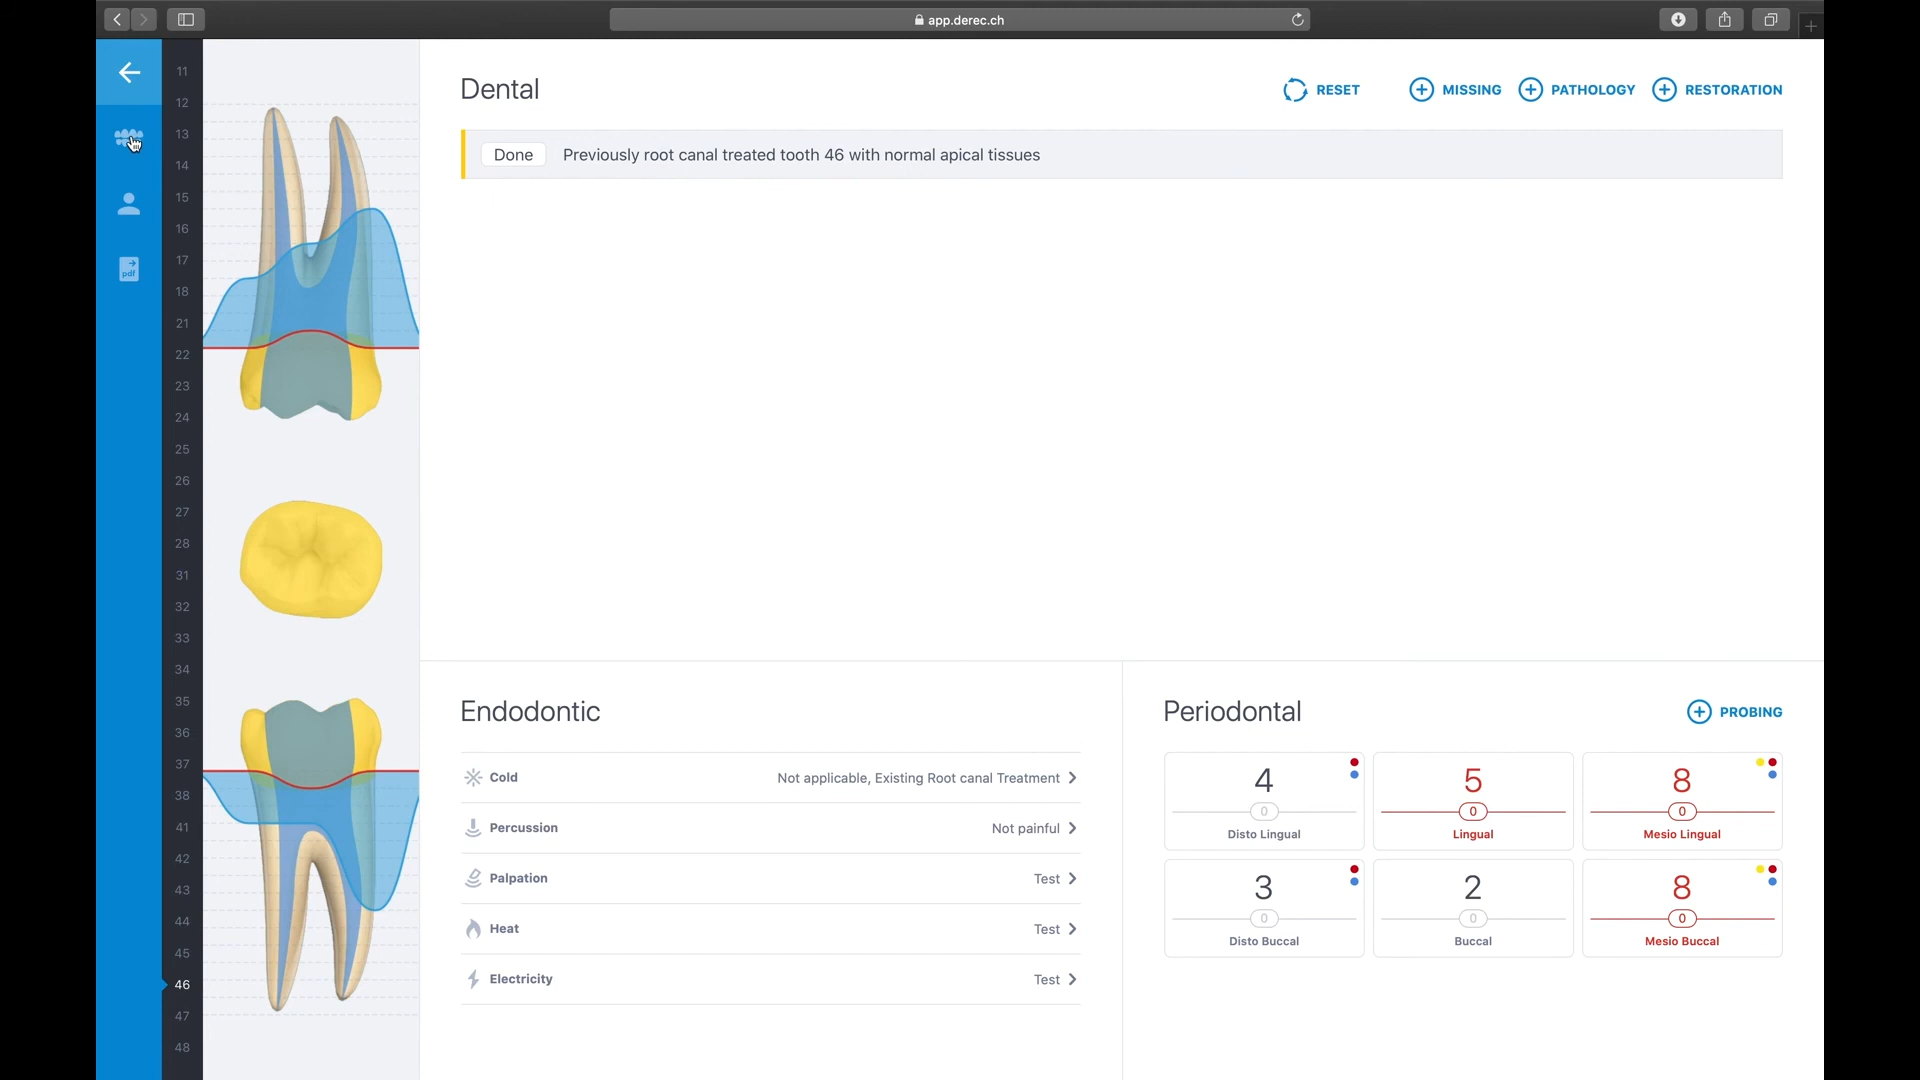 app.derec.ch
pdf
11
12
13
14
15
16
17
18
21
22
23
24
25
26
27
28
31
32
33
34
35
36
37
38
41
42
43
44
45
46
47
48
Dental
RESET
MISSING
PATHOLOGY
RESTORATION
Done
Previously root canal treated tooth 46 with normal apical tissues
Endodontic
Cold
Not applicable, Existing Root canal Treatment
Percussion
Not painful
Palpation
Test
Heat
Test
Electricity
Test
Periodontal
PROBING
4
0
Disto Lingual
5
0
Lingual
8
0
Mesio Lingual
3
0
Disto Buccal
2
0
Buccal
8
0
Mesio Buccal